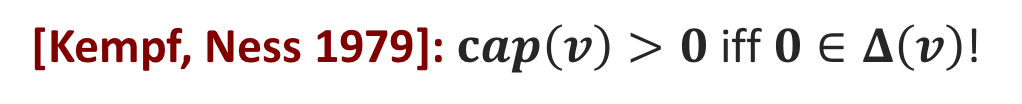 [Kempf, Ness 1979]: cap(v) > 0 iff 0 ∈ Δ(v)!